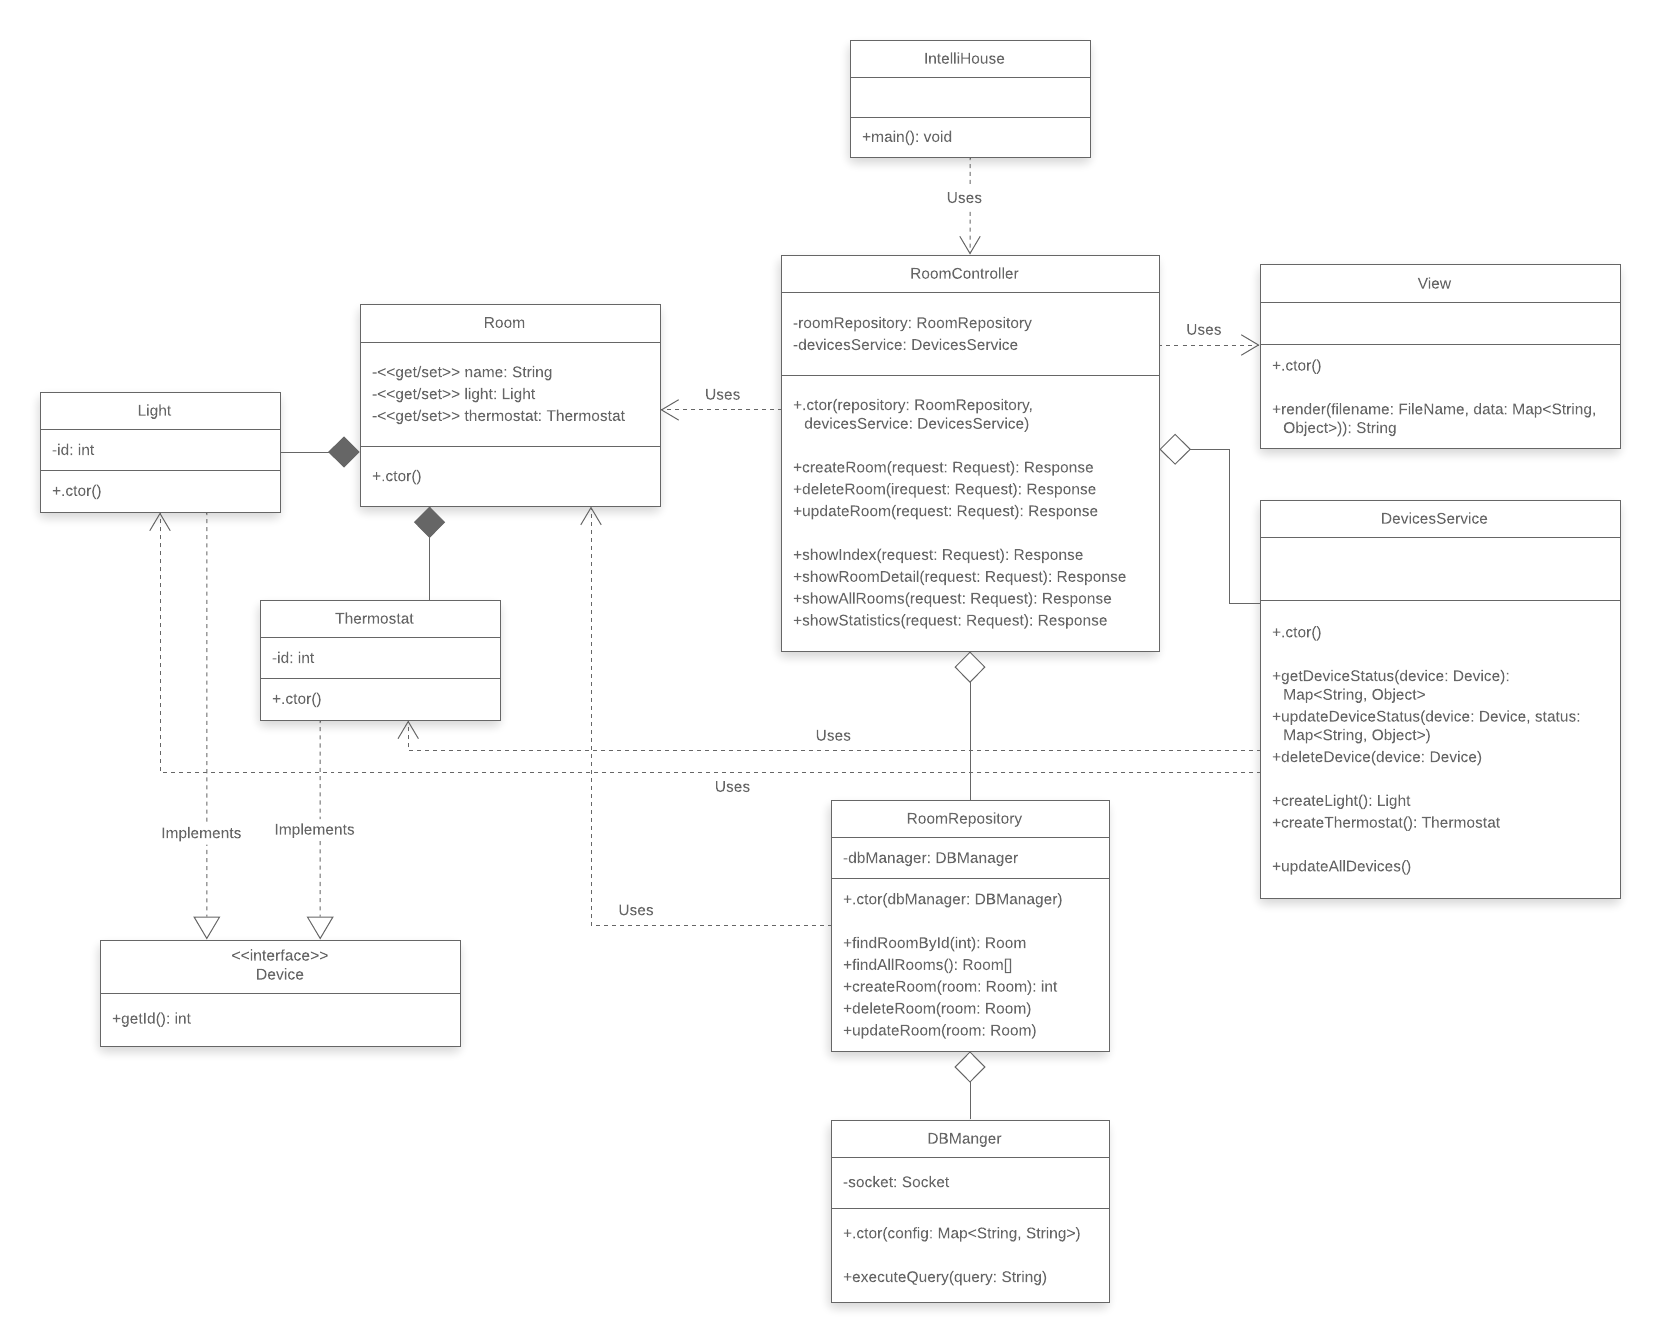 IntelliHouse
+main(): void
Uses
RoomController
-roomRepository: RoomRepository
-devicesService: DevicesService
+.ctor(repository: RoomRepository,
devicesService: DevicesService)
+createRoom(request: Request): Response
+deleteRoom(irequest: Request): Response
+updateRoom(request: Request): Response
+showIndex(request: Request): Response
+showRoomDetail(request: Request): Response
+showAllRooms(request: Request): Response
+showStatistics(request: Request): Response
Uses
View
+.ctor()
+render(filename: FileName, data: Map<String,
Object>)): String
Uses
Room
-<<get/set>> name: String
-<<get/set>> light: Light
-<<get/set>> thermostat: Thermostat
+.ctor()
Light
-id: int
+.ctor()
Thermostat
-id: int
+.ctor()
DevicesService
+.ctor()
+getDeviceStatus(device: Device):
Map<String, Object>
+updateDeviceStatus(device: Device, status:
Map<String, Object>)
+deleteDevice(device: Device)
+createLight(): Light
+createThermostat(): Thermostat
+updateAllDevices()
Uses
Uses
Implements
Implements
RoomRepository
-dbManager: DBManager
+.ctor(dbManager: DBManager)
+findRoomById(int): Room
+findAllRooms(): Room[]
+createRoom(room: Room): int
+deleteRoom(room: Room)
+updateRoom(room: Room)
Uses
<<interface>>
Device
+getId(): int
DBManger
-socket: Socket
+.ctor(config: Map<String, String>)
+executeQuery(query: String)